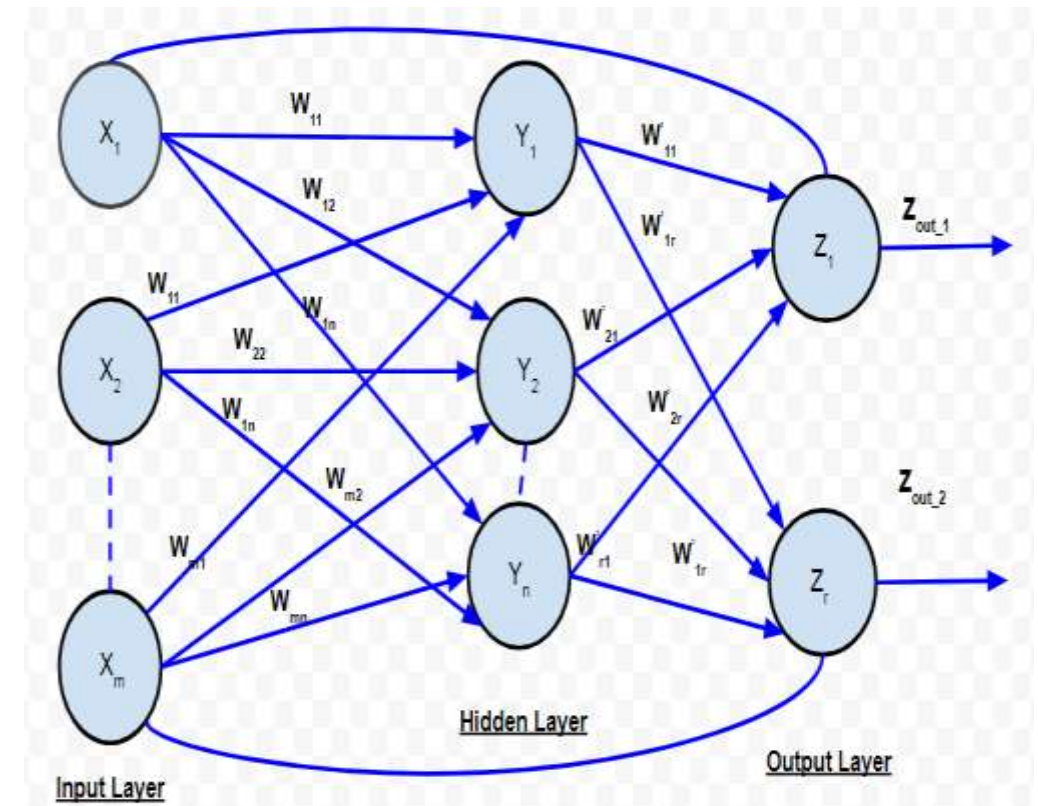 X1
W11
Y1
W'11
W12
W'1r
Zout_1
Z1
W11
W1n
X2
W22
Y2
W'21
W1n
W'2r
Wm2
Zout_2
Wm1
Yn
W'r1
W'1r
Zr
Wmn
Xm
Hidden Layer
Output Layer
Input Layer